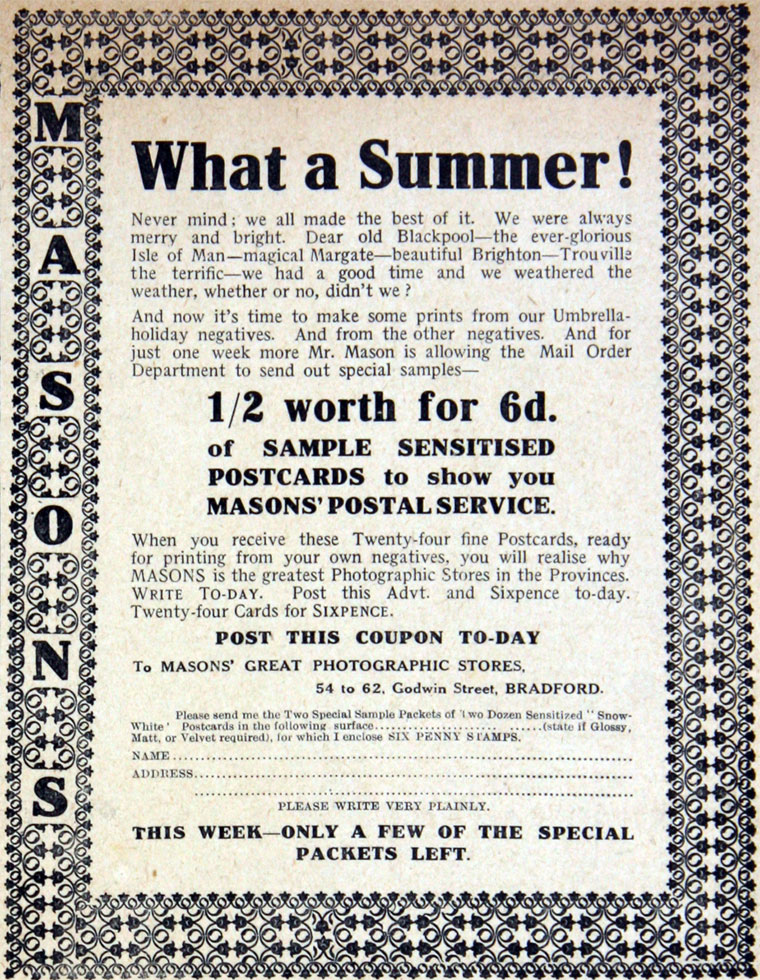 MASONS
What a Summer!
Never mind; we all made the best of it. We were always
merry and bright. Dear old Blackpool—the ever-glorious
Isle of Man—magical Margate—beautiful Brighton—Trouville
the terrific—we had a good time and we weathered the
weather, whether or no, didn't we?
And now it's time to make some prints from our Umbrella-
holiday negatives. And from the other negatives. And for
just one week more Mr. Mason is allowing the Mail Order
Department to send out special samples—
1/2 worth for 6d.
of SAMPLE SENSITISED
POSTCARDS to show you
MASONS' POSTAL SERVICE.
When you receive these Twenty-four fine Postcards, ready
for printing from your own negatives, you will realise why
MASONS is the greatest Photographic Stores in the Provinces.
WRITE TO-DAY. Post this Advt. and Sixpence to-day.
Twenty-four Cards for SIXPENCE.
POST THIS COUPON TO-DAY
To MASONS' GREAT PHOTOGRAPHIC STORES,
54 to 62, Godwin Street, BRADFORD.
Please send me the Two Special Sample Packets of Two Dozen Sensitized "Snow-
White' Postcards in the following surface..............................(state if Glossy,
Matt, or Velvet required), for which I enclose SIX PENNY STAMPS.
NAME..............................
ADDRESS..............................
PLEASE WRITE VERY PLAINLY.
THIS WEEK—ONLY A FEW OF THE SPECIAL
PACKETS LEFT.